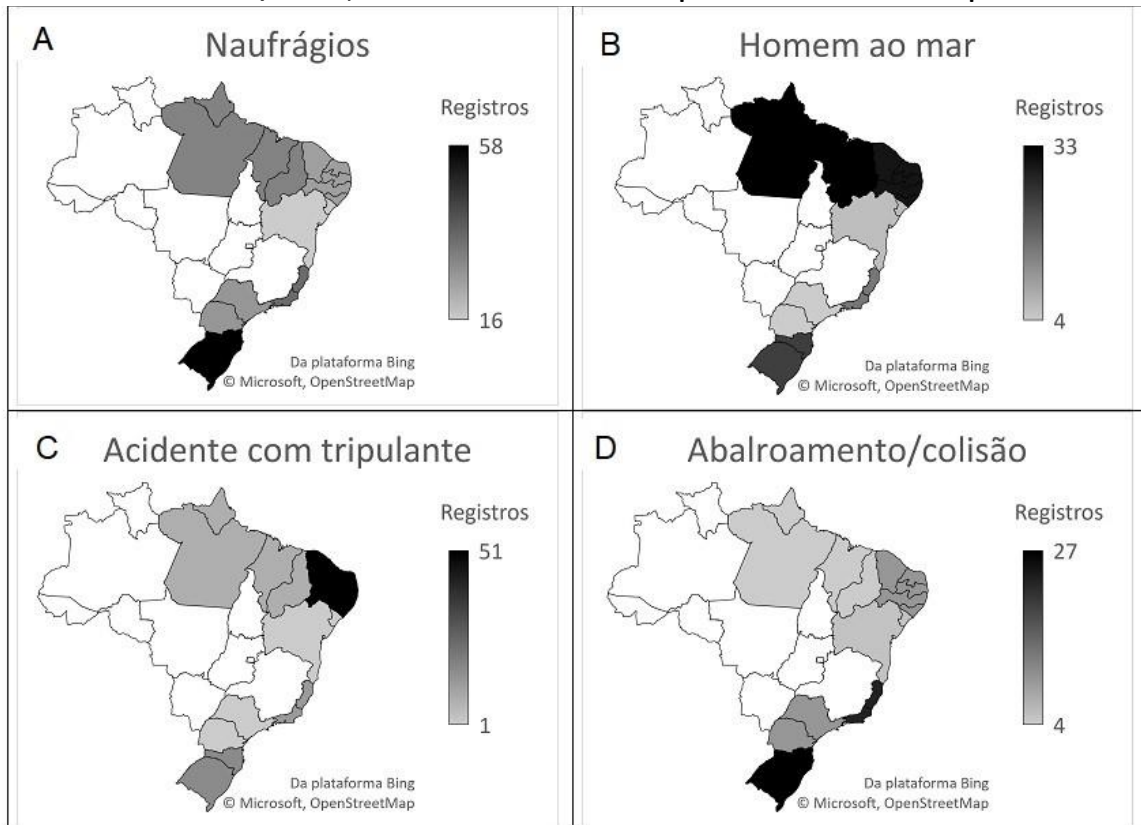 A
Naufrágios
Registros
58
16
Da plataforma Bing
© Microsoft, OpenStreetMap
B
Homem ao mar
Registros
33
4
Da plataforma Bing
© Microsoft, OpenStreetMap
C
Acidente com tripulante
Registros
51
1
Da plataforma Bing
© Microsoft, OpenStreetMap
D
Abalroamento/colisão
Registros
27
4
Da plataforma Bing
© Microsoft, OpenStreetMap